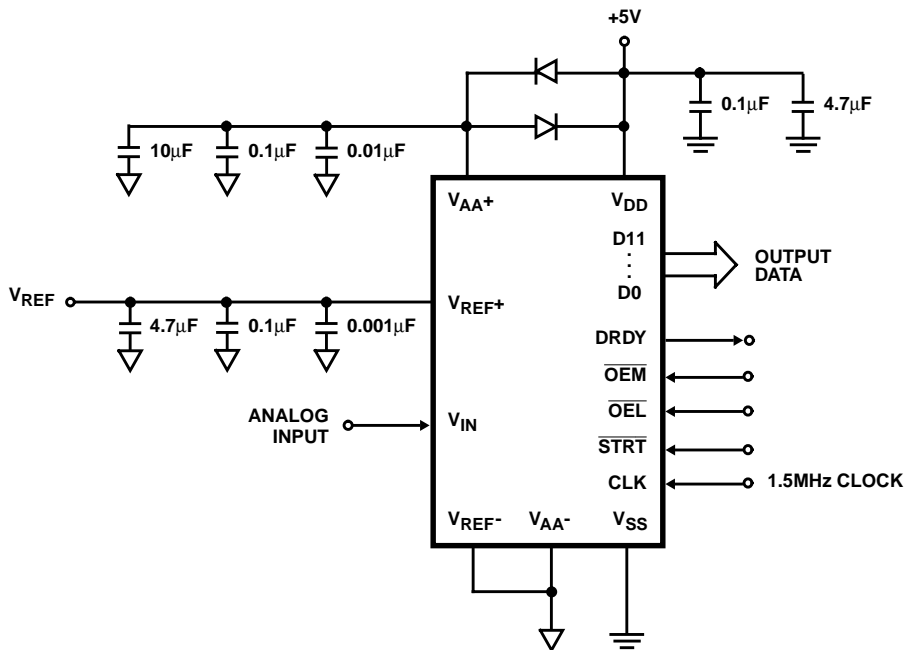 +5V
0.1μF
4.7μF
10μF
0.1μF
0.01μF
VAA+
VDD
D11
D0
OUTPUT
DATA
VREF
VREF+
4.7μF
0.1μF
0.001μF
DRDY
OEM
OEL
ANALOG
INPUT
VIN
STRT
CLK
1.5MHz CLOCK
VREF-
VAA-
VSS